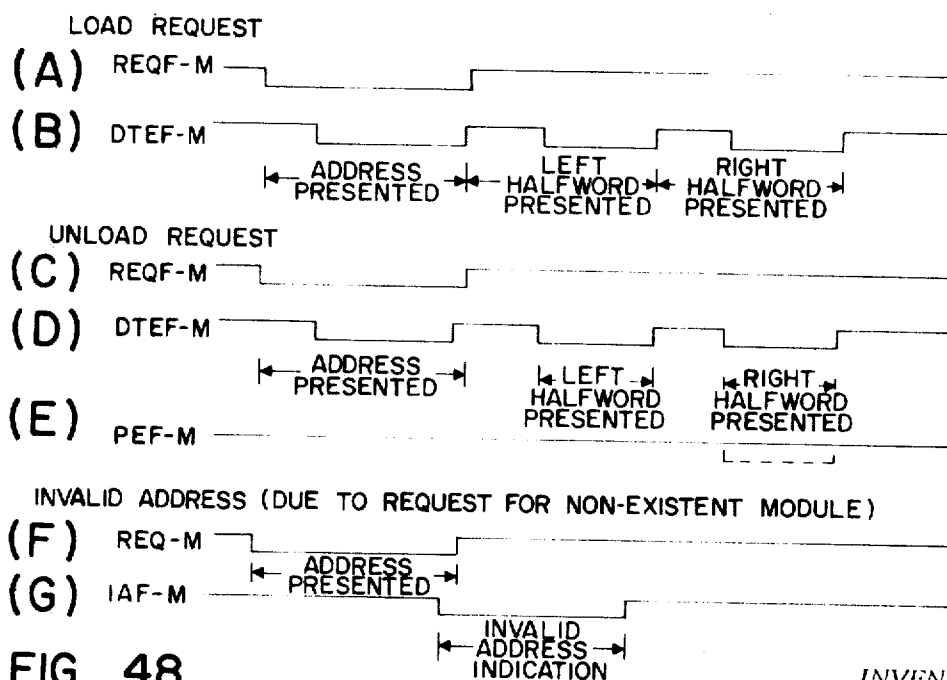 LOAD REQUEST
(A) REQF-M
(B) DTEF-M
ADDRESS PRESENTED
LEFT HALFWORD PRESENTED
RIGHT HALFWORD PRESENTED
UNLOAD REQUEST
(C) REQF-M
(D) DTEF-M
ADDRESS PRESENTED
LEFT HALFWORD PRESENTED
RIGHT HALFWORD PRESENTED
(E) PEF-M
INVALID ADDRESS (DUE TO REQUEST FOR NON-EXISTENT MODULE)
(F) REQ-M
ADDRESS PRESENTED
(G) IAF-M
INVALID ADDRESS INDICATION
FIG. 48
INVEN